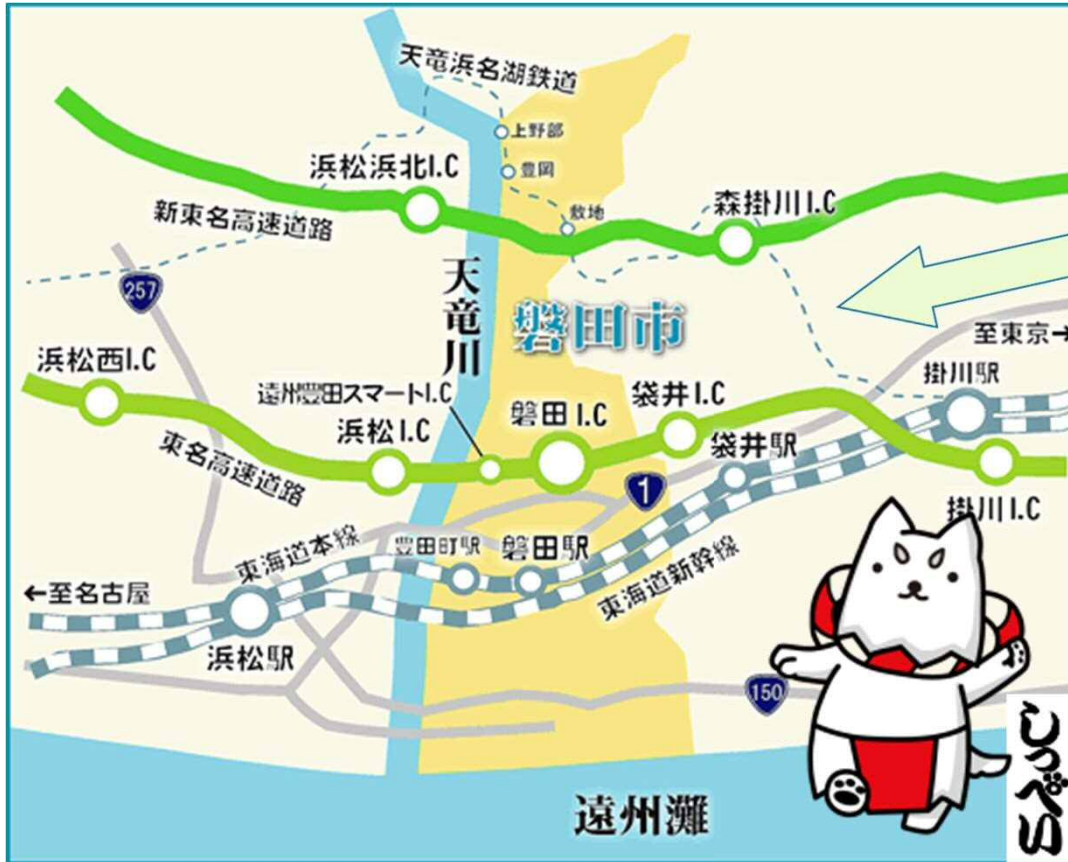 天竜浜名湖鉄道
上野部
豊岡
浜松浜北I.C
敷地
森掛川I.C
新東名高速道路
257
天竜川
磐田市
至東京→
浜松西I.C
遠州豊田スマートI.C
浜松I.C
磐田I.C
袋井I.C
掛川駅
袋井駅
東名高速道路
1
掛川I.C
東海道本線
豊田町駅
磐田駅
東海道新幹線
←至名古屋
浜松駅
150
しっぺい
遠州灘